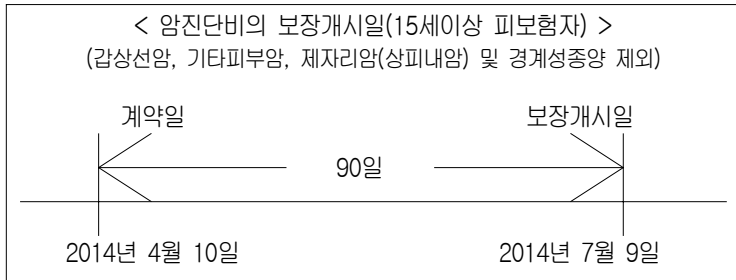 < 암진단비의 보장개시일(15세이상 피보험자) >
(갑상선암, 기타피부암, 제자리암(상피내암) 및 경계성종양 제외)
계약일 보장개시일
90일
2014년 4월 10일 2014년 7월 9일